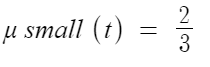 μ small (t) = 2/3